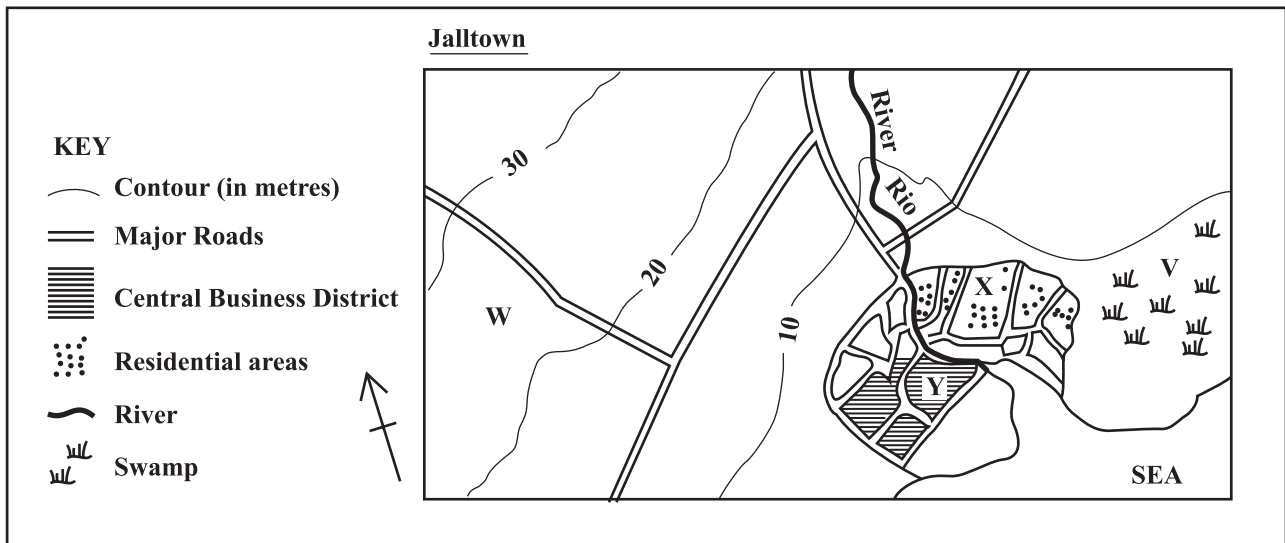 Jalltown
KEY
Contour (in metres)
Major Roads
Central Business District
Residential areas
River
Swamp
30
20
10
River
Rio
W
X
V
Y
SEA